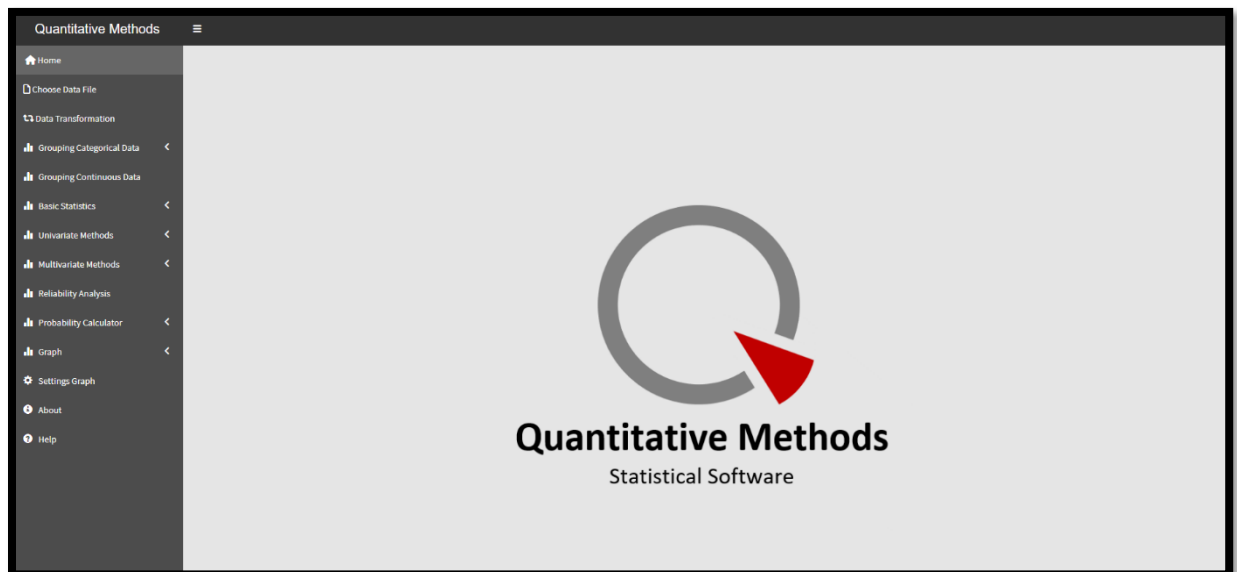 Quantitative Methods
Home
Choose Data File
Data Transformation
Grouping Categorical Data
Grouping Continuous Data
Basic Statistics
Univariate Methods
Multivariate Methods
Reliability Analysis
Probability Calculator
Graph
Settings Graph
About
Help
Quantitative Methods
Statistical Software